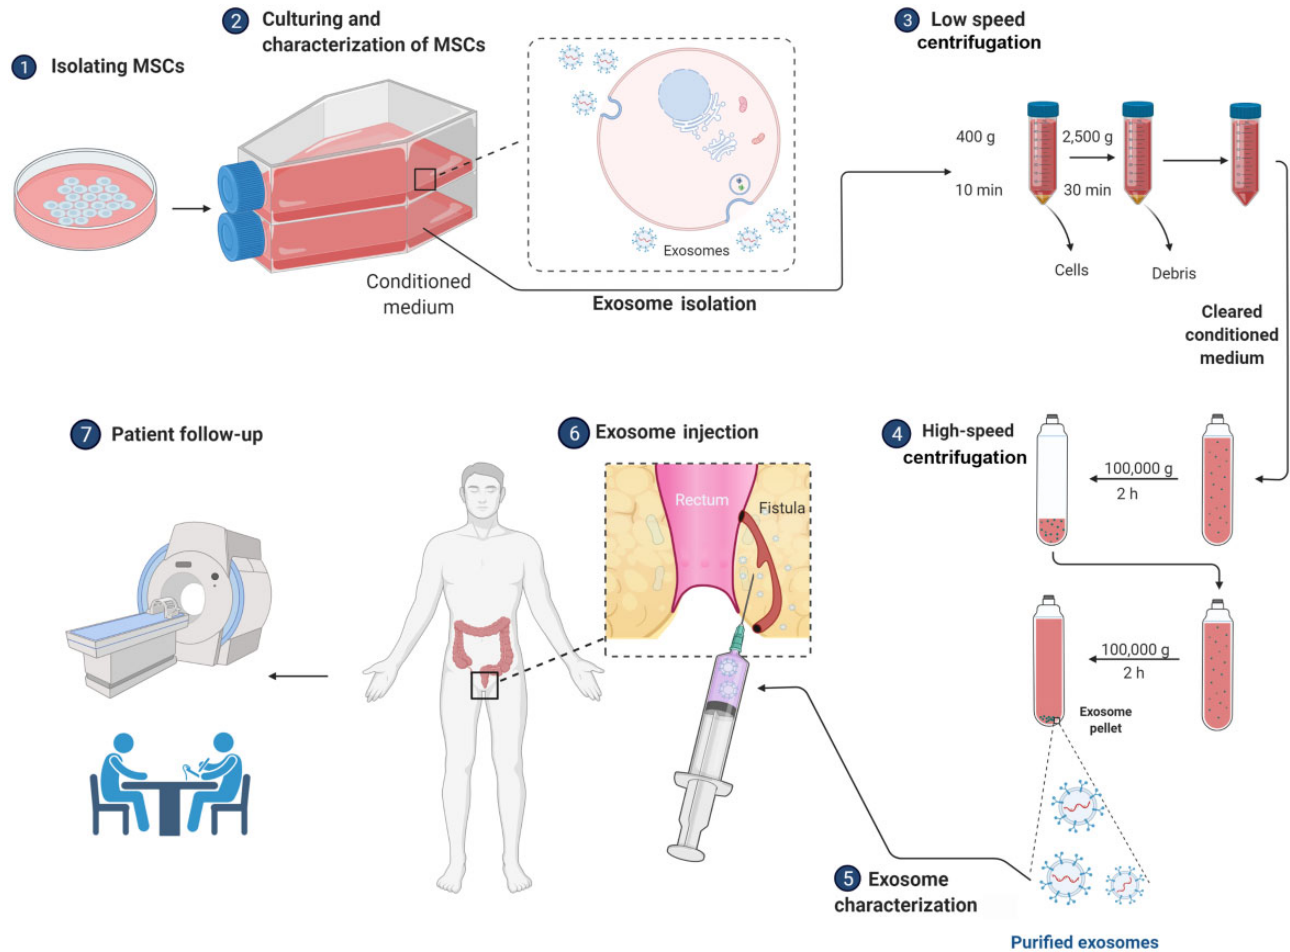 1 Isolating MSCs
2 Culturing and
characterization of MSCs
Exosomes
Conditioned
medium
Exosome isolation
3 Low speed
centrifugation
400 g
10 min
2,500 g
30 min
Cells
Debris
Cleared
conditioned
medium
4 High-speed
centrifugation
100,000 g
2 h
100,000 g
2 h
Exosome
pellet
5 Exosome
characterization
Purified exosomes
6 Exosome injection
Rectum
Fistula
7 Patient follow-up